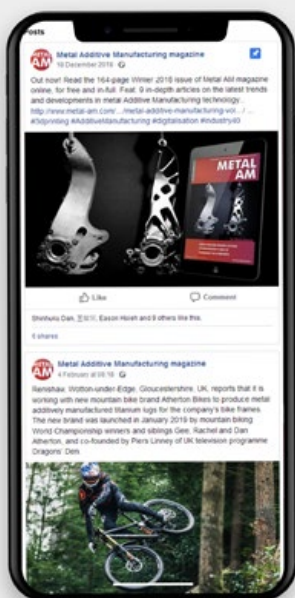 Posts
METAL AM
Metal Additive Manufacturing magazine
18 December 2018
Out now! Read the 164-page Winter 2018 issue of Metal AM magazine
online, for free and in-full. Feat. 9 in-depth articles on the latest trends
and developments in metal Additive Manufacturing technology..
http://www.metal-am.com/.../metal-additive-manufacturing-vol.../ ...
#3dprinting #AdditiveManufacturing #digitalisation #industry40
METAL
AM
Like
Comment
Dai, Eason Hsieh and 9 others like this.
6 shares
METAL AM
Metal Additive Manufacturing magazine
4 February at 08:18
Renishaw, Wotton-under-Edge, Gloucestershire, UK, reports that it is
working with new mountain bike brand Atherton Bikes to produce metal
additively manufactured titanium lugs for the company's bike frames.
The new brand was launched in January 2019 by mountain biking
World Championship winners and siblings Gee, Rachel and Dan
Atherton, and co-founded by Piers Linney of UK television programme
Dragons' Den.